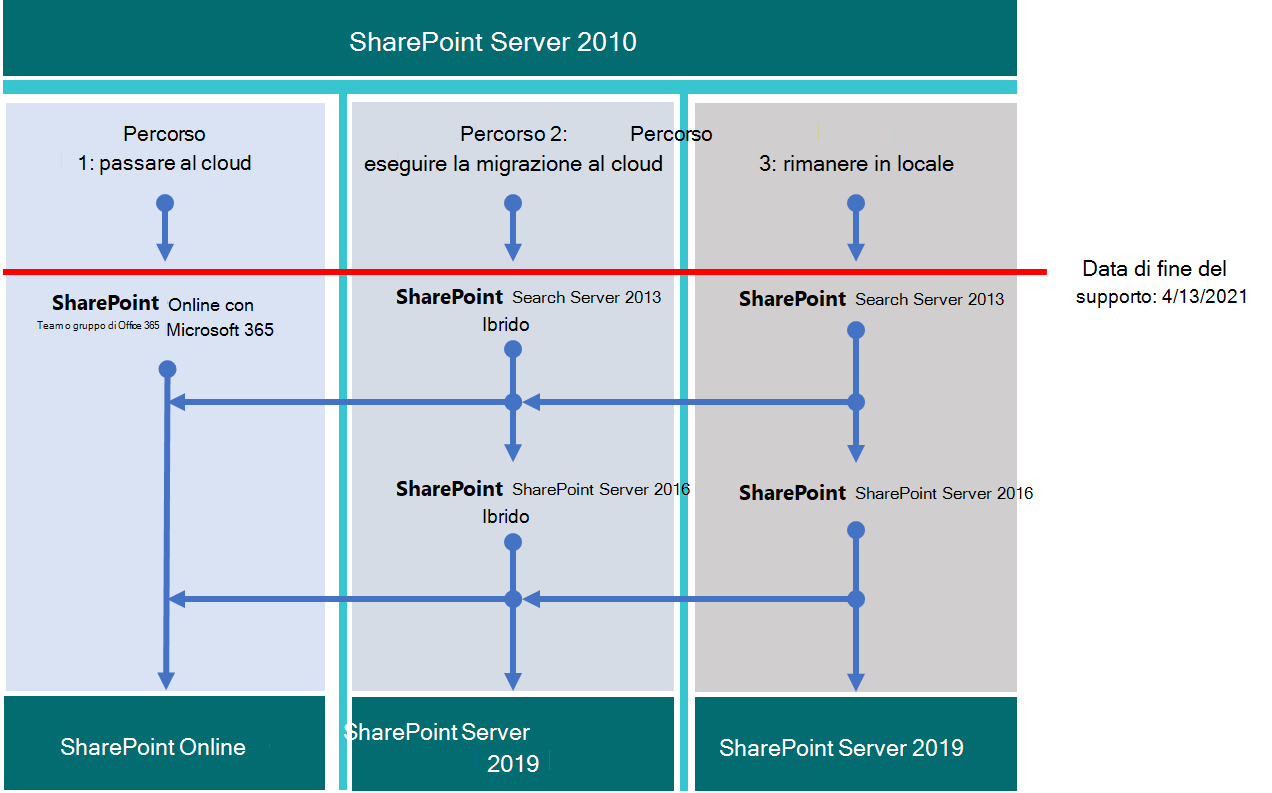 SharePoint Server 2010
Percorso
1: passare al cloud
Percorso 2:
eseguire la migrazione al cloud
Percorso
3: rimanere in locale
Data di fine del
supporto: 4/13/2021
SharePoint Online con
Team o gruppo di Office 365 Microsoft 365
SharePoint Search Server 2013
Ibrido
SharePoint Search Server 2013
SharePoint SharePoint Server 2016
Ibrido
SharePoint SharePoint Server 2016
SharePoint Online
SharePoint Server
2019
SharePoint Server 2019